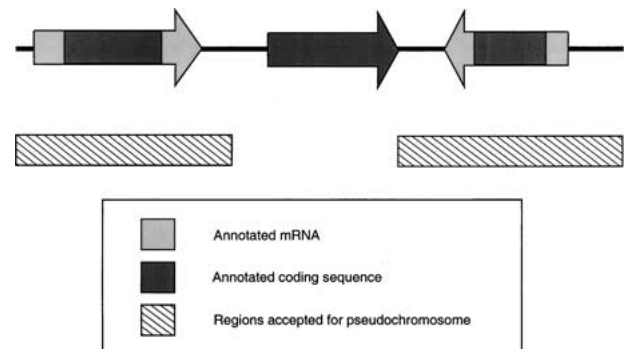 Annotated mRNA
Annotated coding sequence
Regions accepted for pseudochromosome